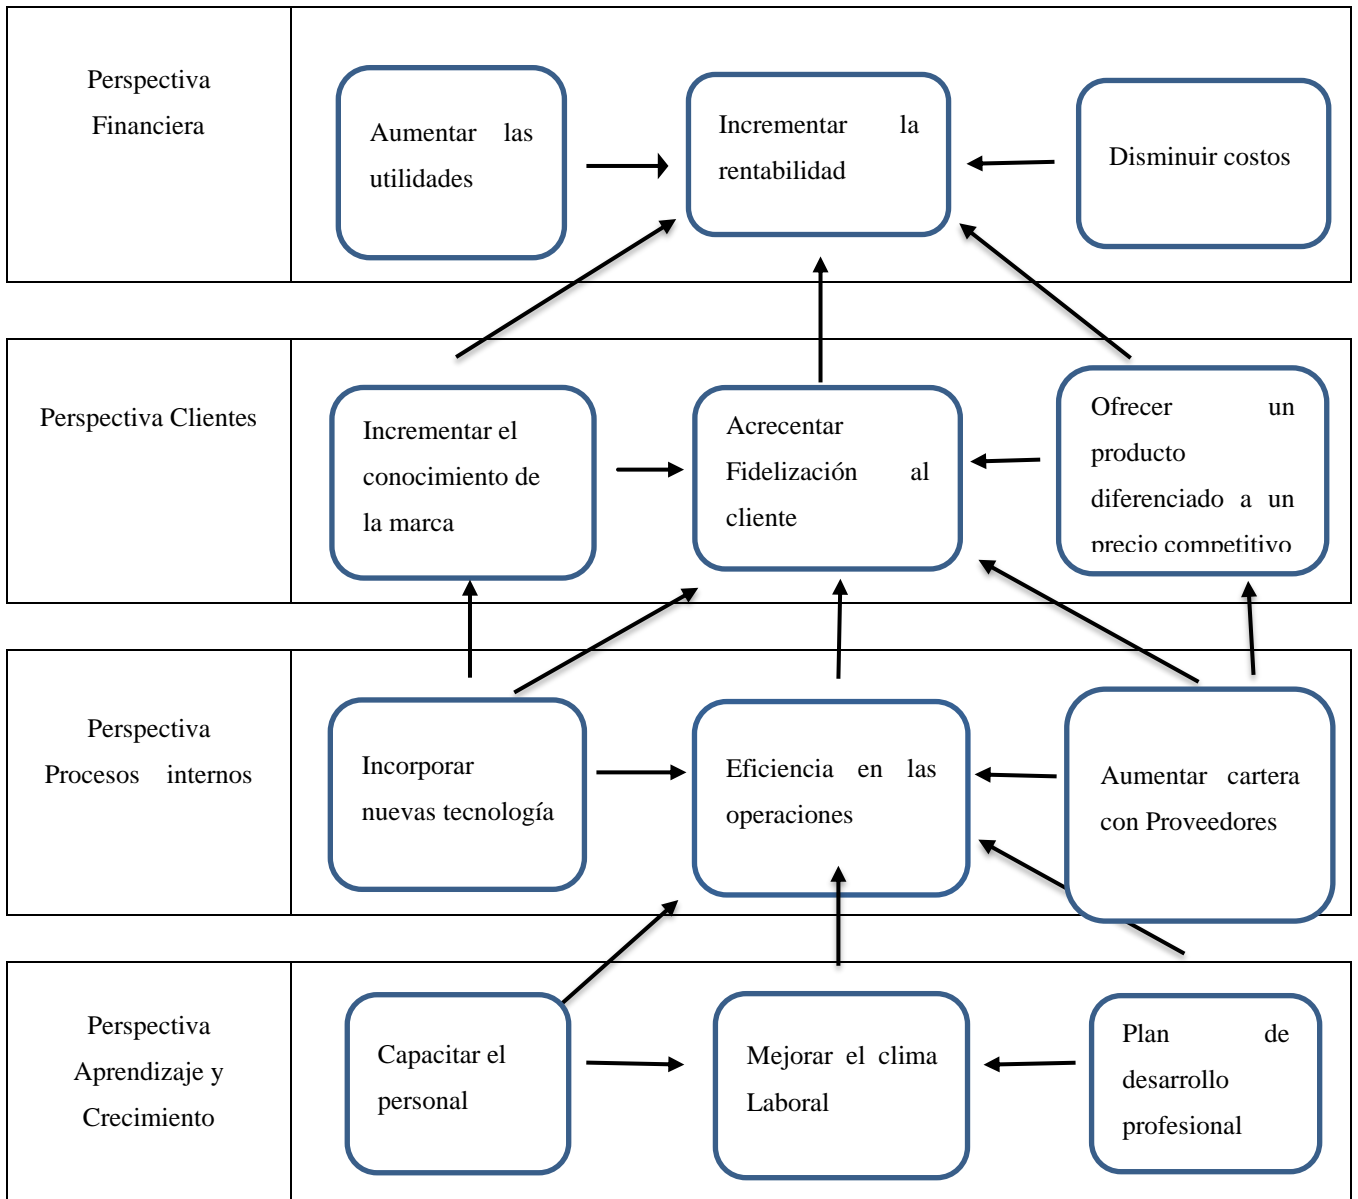 Perspectiva
Financiera
Aumentar las
utilidades
Incrementar la
rentabilidad
Disminuir costos
Perspectiva Clientes
Incrementar el
conocimiento de
la marca
Acrecentar
Fidelización al
cliente
Ofrecer un
producto
diferenciado a un
precio competitivo
Perspectiva
Procesos internos
Incorporar
nuevas tecnología
Eficiencia en las
operaciones
Aumentar cartera
con Proveedores
Perspectiva
Aprendizaje y
Crecimiento
Capacitar el
personal
Mejorar el clima
Laboral
Plan de
desarrollo
profesional